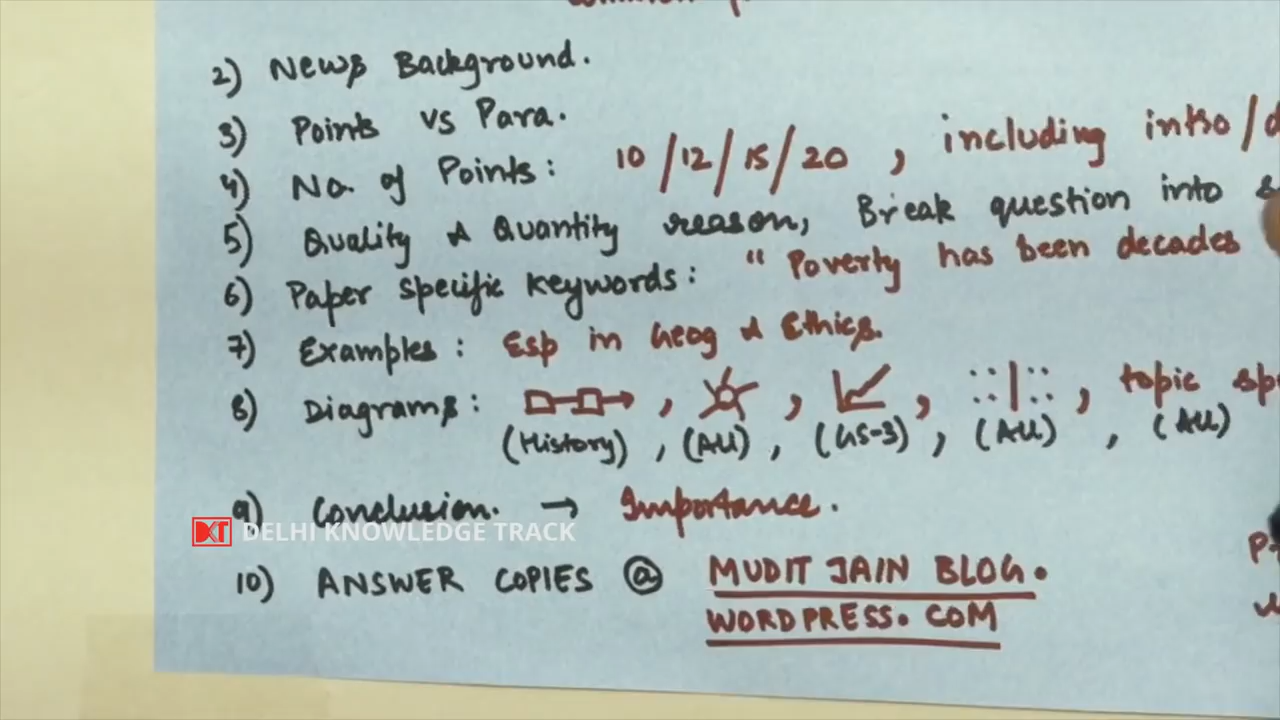 common
2) News Background.
3) Points vs Para.
4) No. of Points: 10/12/15/20, including intro/
5) Quality & Quantity reason, Break question into
6) Paper specific keywords: "Poverty has been decades
7) Examples: Esp in Geog & Ethics.
8) Diagrams: , , , , topic
(History), (All), (GS-3), (All), (All)
9) Conclusion. → Importance.
DKT DELHI KNOWLEDGE TRACK
10) ANSWER COPIES @ MUDIT JAIN BLOG.
WORDPRESS. COM